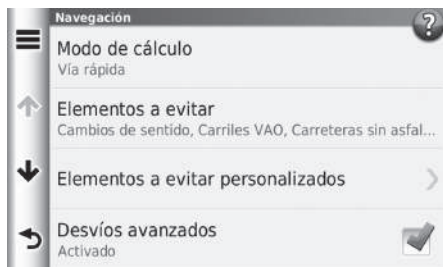 Navegación
?
Modo de cálculo
Vía rápida
Elementos a evitar
Cambios de sentido, Carriles VAO, Carreteras sin asfal...
Elementos a evitar personalizados
Desvíos avanzados
Activado